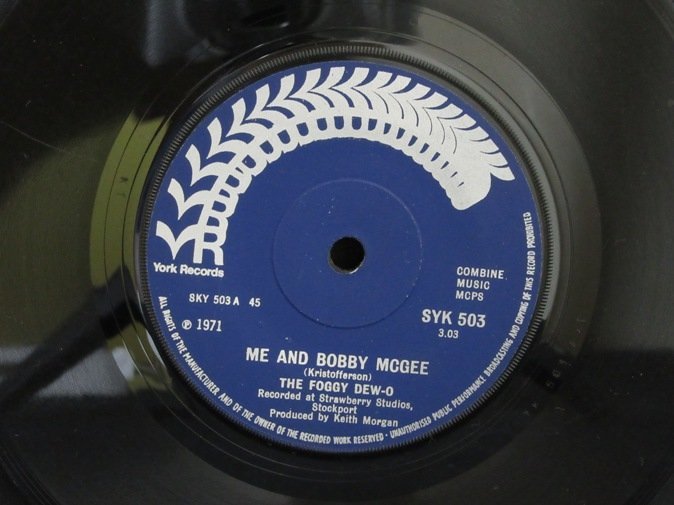 YR
York Records
SKY 503 A 45
℗ 1971
COMBINE
MUSIC
MCPS
SYK 503
3.03
ME AND BOBBY MCGEE
(Kristofferson)
THE FOGGY DEW-O
Recorded at Strawberry Studios,
Stockport
Produced by Keith Morgan
ALL RIGHTS OF THE MANUFACTURER AND OF THE OWNER OF THE RECORDED WORK RESERVED - UNAUTHORISED PUBLIC PERFORMANCE BROADCASTING AND COPYING OF THIS RECORD PROHIBITED